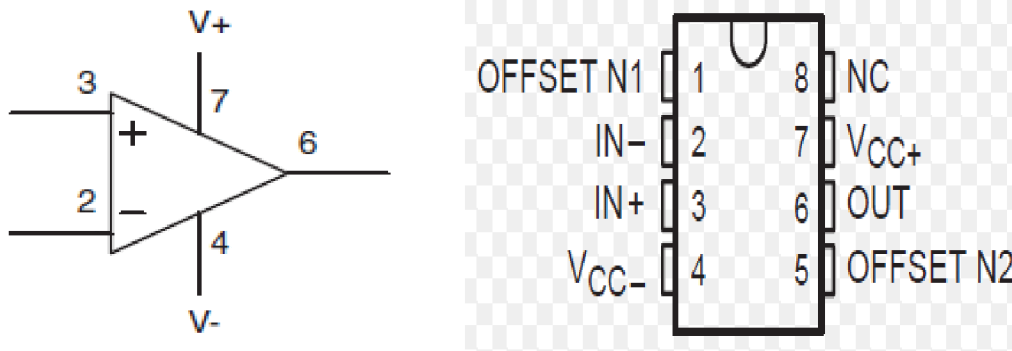 V+
3
7
+
6
2
−
4
V-
OFFSET N1 1 8 NC
IN− 2 7 VCC+
IN+ 3 6 OUT
VCC− 4 5 OFFSET N2